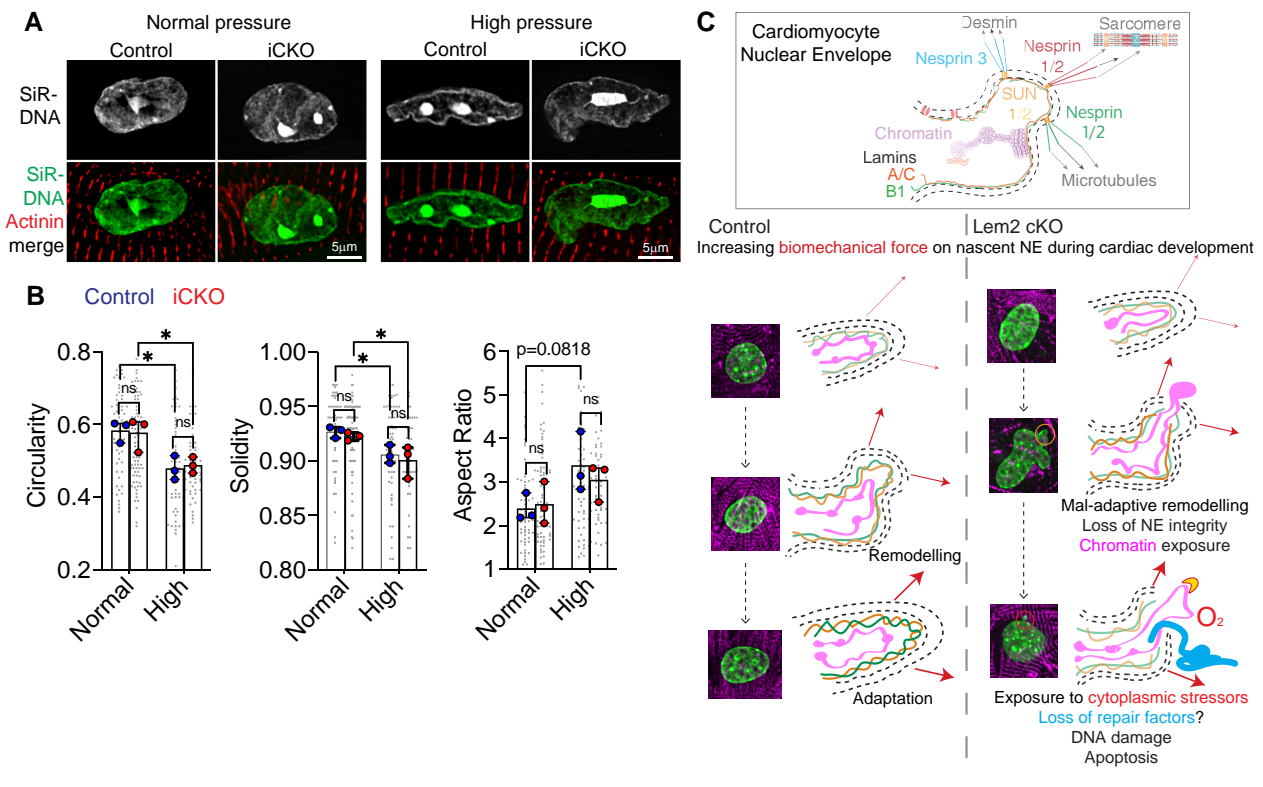 A
Normal pressure
High pressure
Control
iCKO
Control
iCKO
SiR-
DNA
SiR-
DNA
Actinin
merge
5µm
5µm
B
Control iCKO
Circularity
0.8
0.6
0.4
0.2
*
*
ns
ns
Normal
High
Solidity
1.00
0.95
0.90
0.85
0.80
*
*
ns
ns
Normal
High
Aspect Ratio
6
5
4
3
2
1
p=0.0818
ns
ns
Normal
High
C
Cardiomyocyte
Nuclear Envelope
Desmin
Sarcomere
Nesprin 3
Nesprin
1/2
SUN
1/2
Nesprin
1/2
Chromatin
Lamins
A/C
B1
Microtubules
Control
Lem2 cKO
Increasing biomechanical force on nascent NE during cardiac development
Remodelling
Adaptation
Mal-adaptive remodelling
Loss of NE integrity
Chromatin exposure
O2
Exposure to cytoplasmic stressors
Loss of repair factors?
DNA damage
Apoptosis